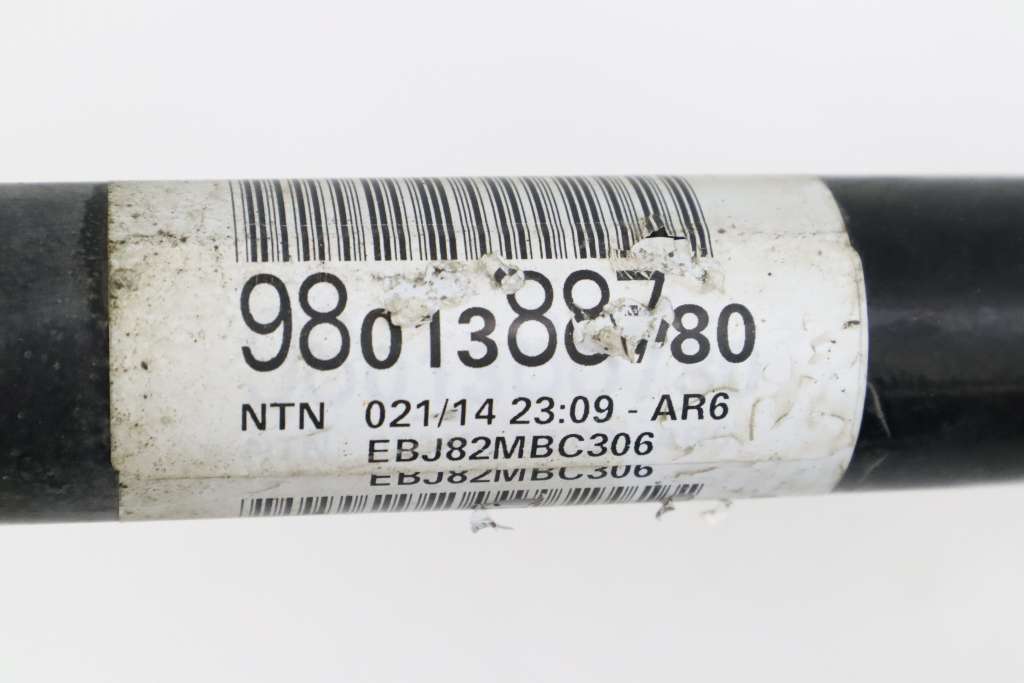 9801388780
NTN 021/14 23:09 - AR6
EBJ82MBC306
EBJ82MBC306